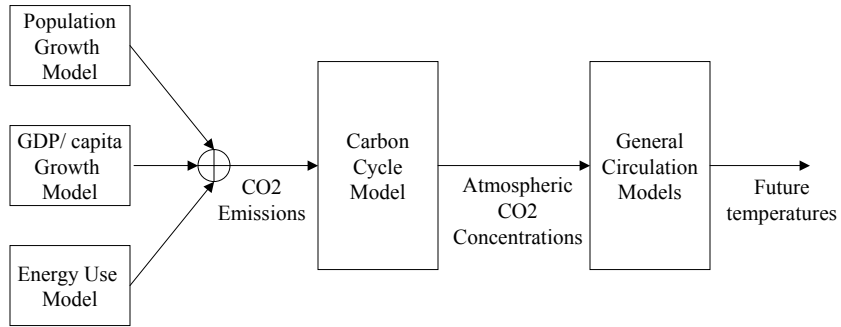 Population
Growth
Model
GDP/ capita
Growth
Model
Energy Use
Model
CO2
Emissions
Carbon
Cycle
Model
Atmospheric
CO2
Concentrations
General
Circulation
Models
Future
temperatures